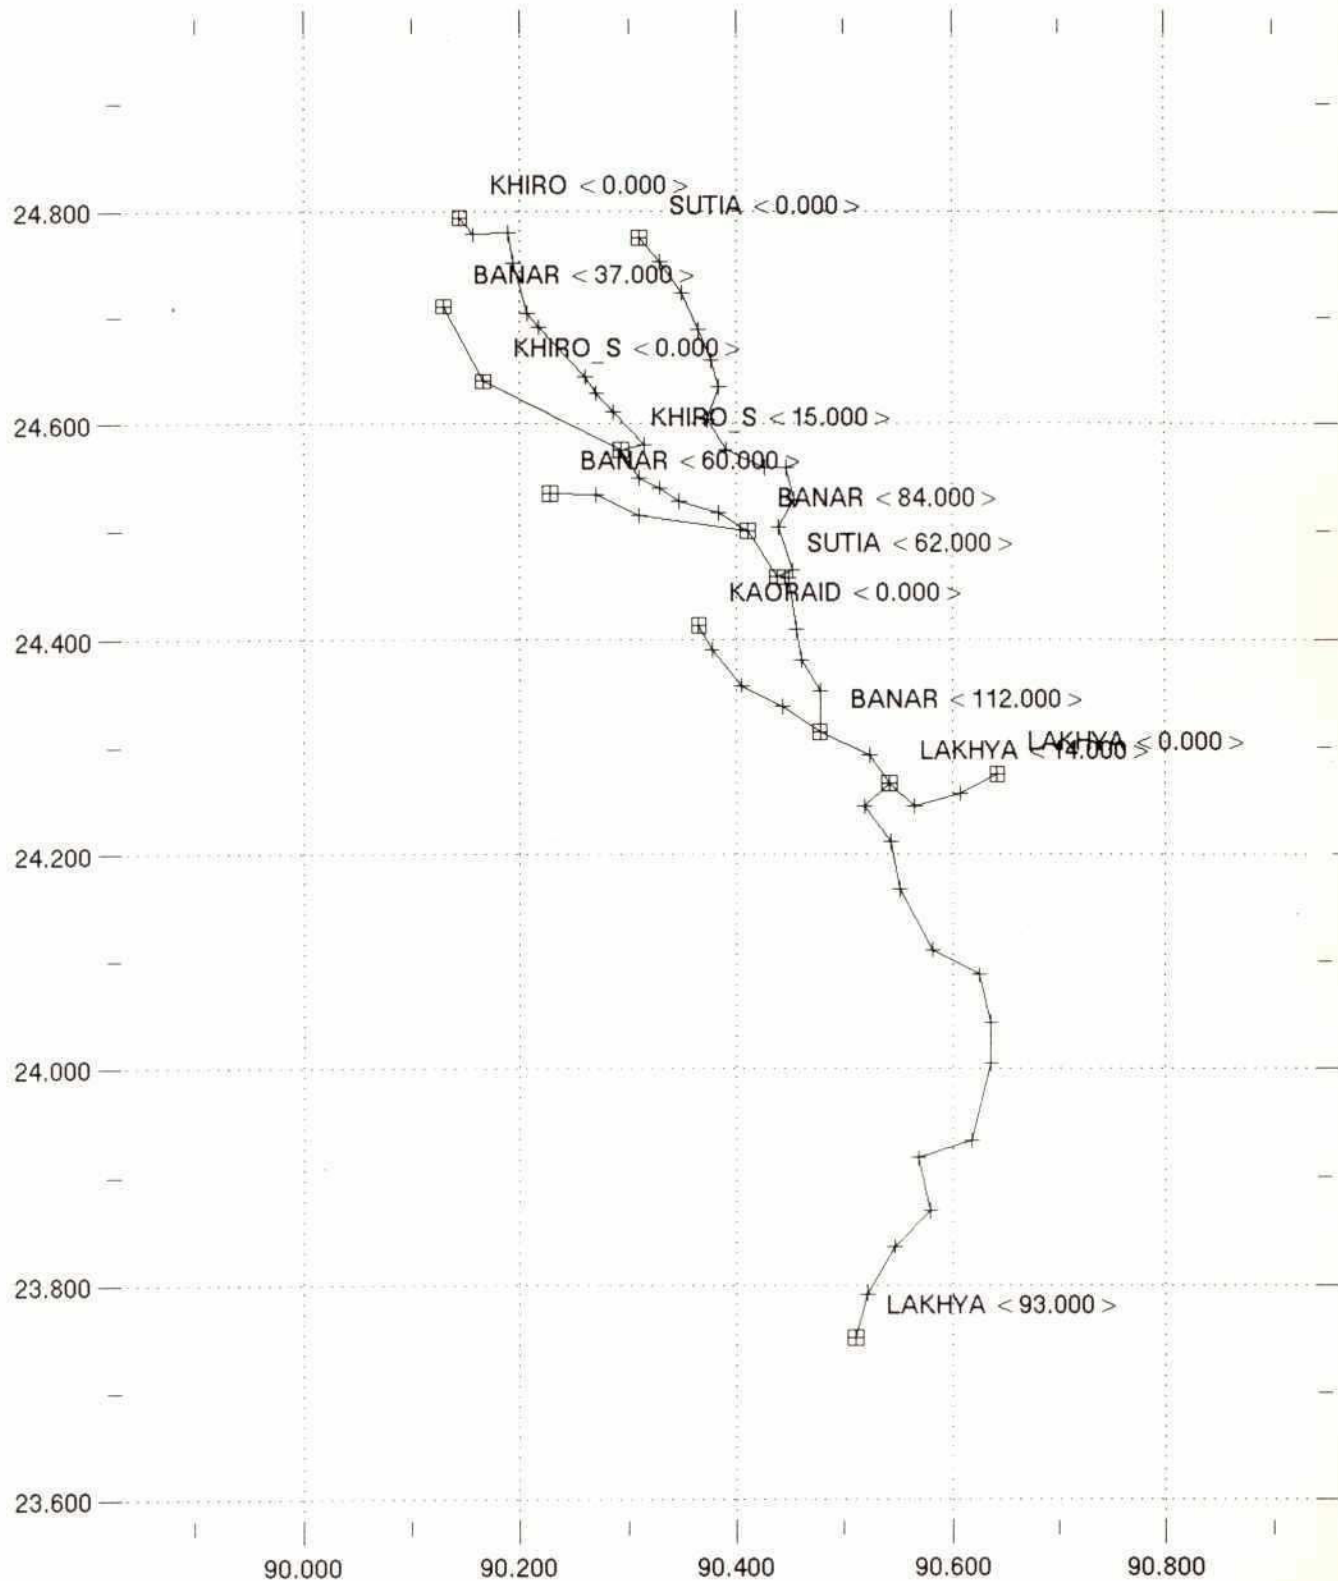 KHIRO < 0.000 >
SUTIA < 0.000 >
24.800
BANAR < 37.000 >
KHIRO_S < 0.000 >
KHIRO_S < 15.000 >
24.600
BANAR < 60.000 >
BANAR < 84.000 >
SUTIA < 62.000 >
KAORAID < 0.000 >
24.400
BANAR < 112.000 >
LAKHYA < 0.000 >
LAKHYA < 14.000 >
24.200
24.000
23.800
LAKHYA < 93.000 >
23.600
90.000 90.200 90.400 90.600 90.800